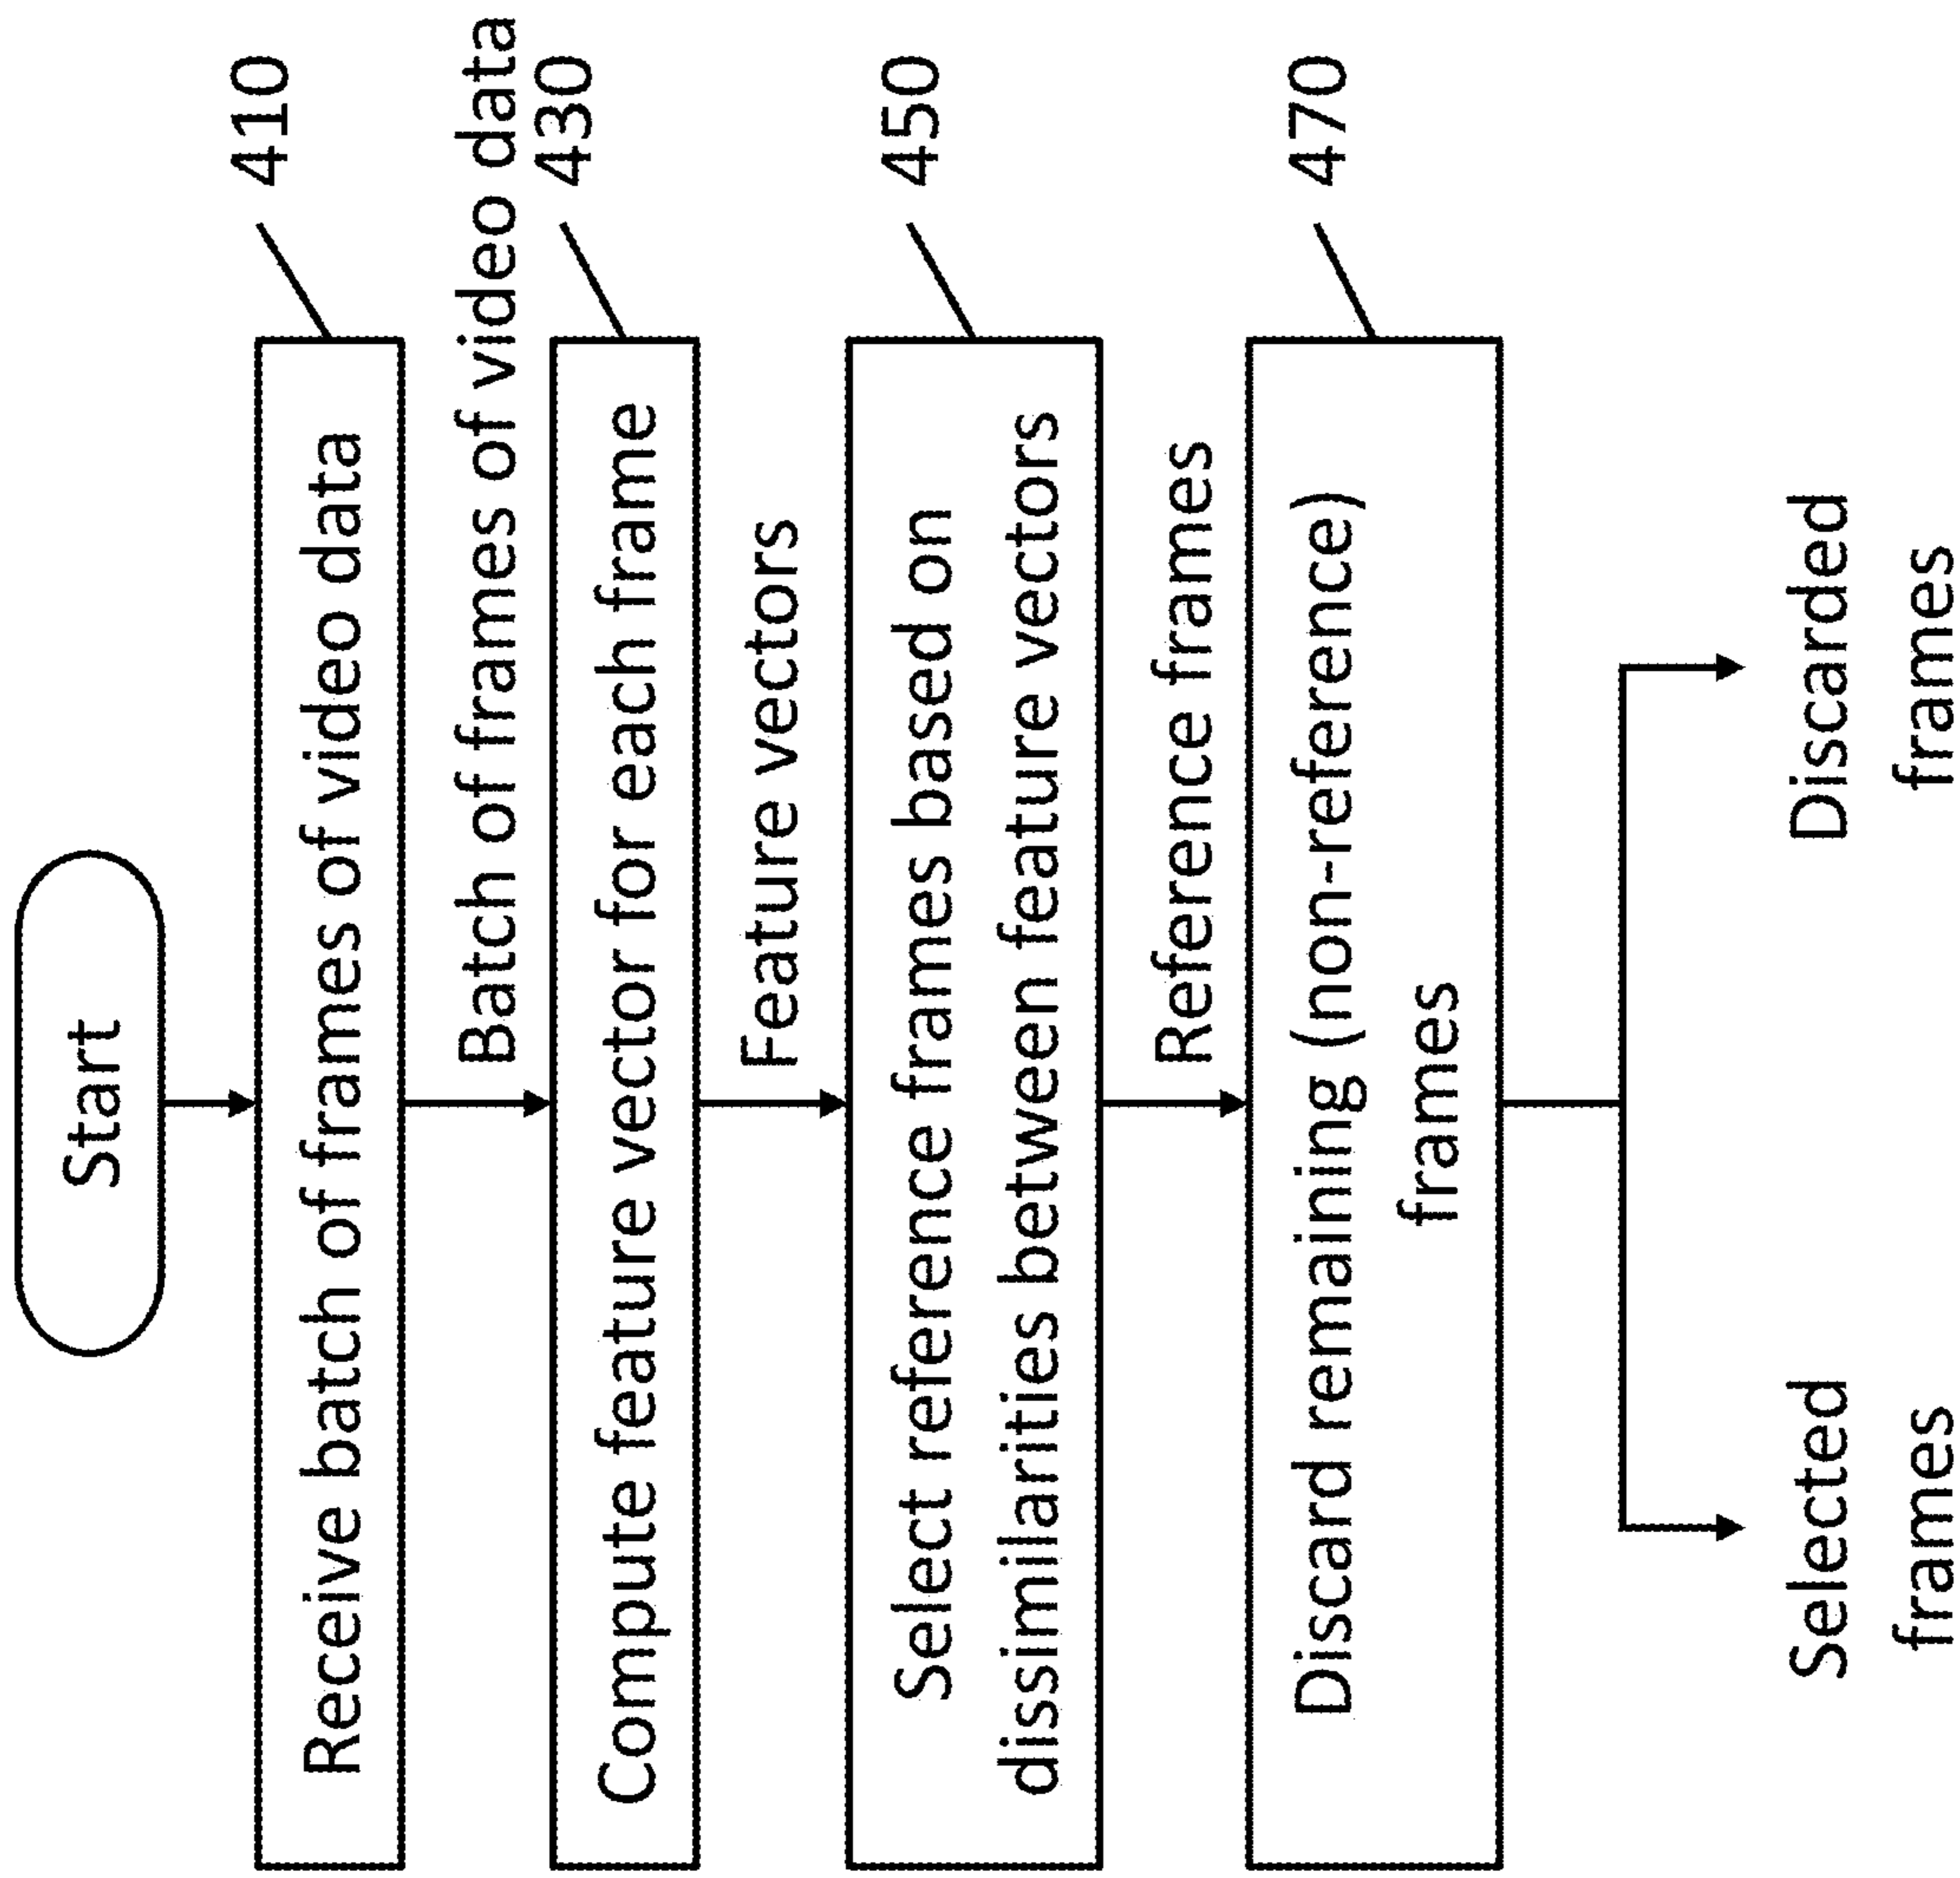 Start
410
Receive batch of frames of video data
Batch of frames of video data
430
Compute feature vector for each frame
Feature vectors
450
Select reference frames based on
dissimilarities between feature vectors
Reference frames
470
Discard remaining (non-reference)
frames
Selected
frames
Discarded
frames